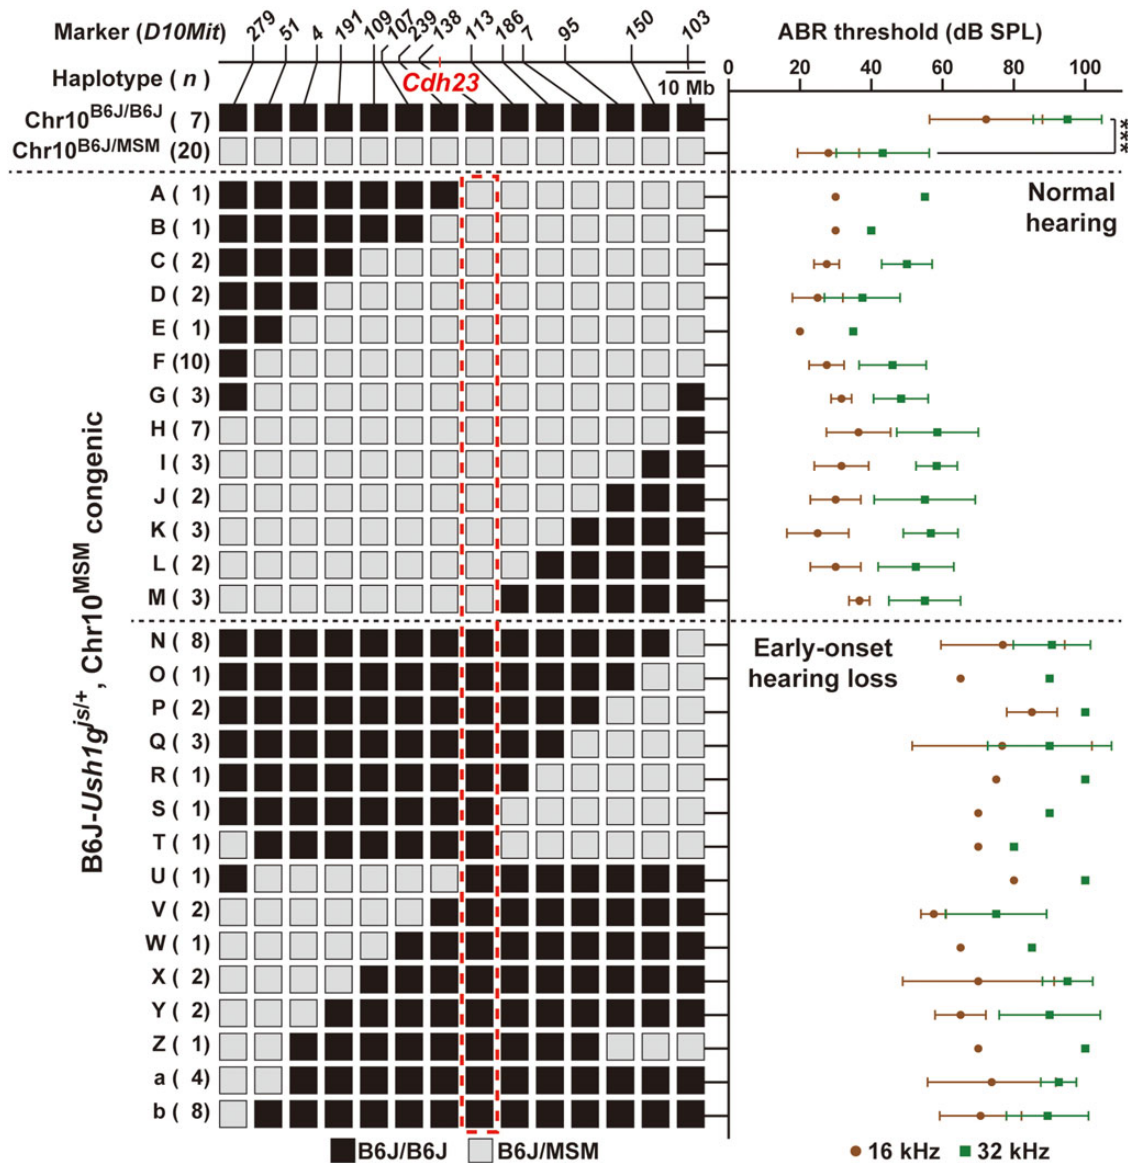 Marker (D10Mit) 279 51 4 191 109 107 239 138 113 186 7 95 150 103 ABR threshold (dB SPL)
Haplotype (n) Cdh23 10 Mb 0 20 40 60 80 100
Chr10B6J/B6J ( 7)
Chr10B6J/MSM (20) ***
A ( 1) Normal
B ( 1) hearing
C ( 2)
D ( 2)
E ( 1)
F (10)
G ( 3)
H ( 7)
I ( 3)
J ( 2)
K ( 3)
L ( 2)
M ( 3)
B6J-Ush1gjs/+, Chr10MSM congenic
N ( 8) Early-onset
O ( 1) hearing loss
P ( 2)
Q ( 3)
R ( 1)
S ( 1)
T ( 1)
U ( 1)
V ( 2)
W ( 1)
X ( 2)
Y ( 2)
Z ( 1)
a ( 4)
b ( 8)
B6J/B6J B6J/MSM 16 kHz 32 kHz